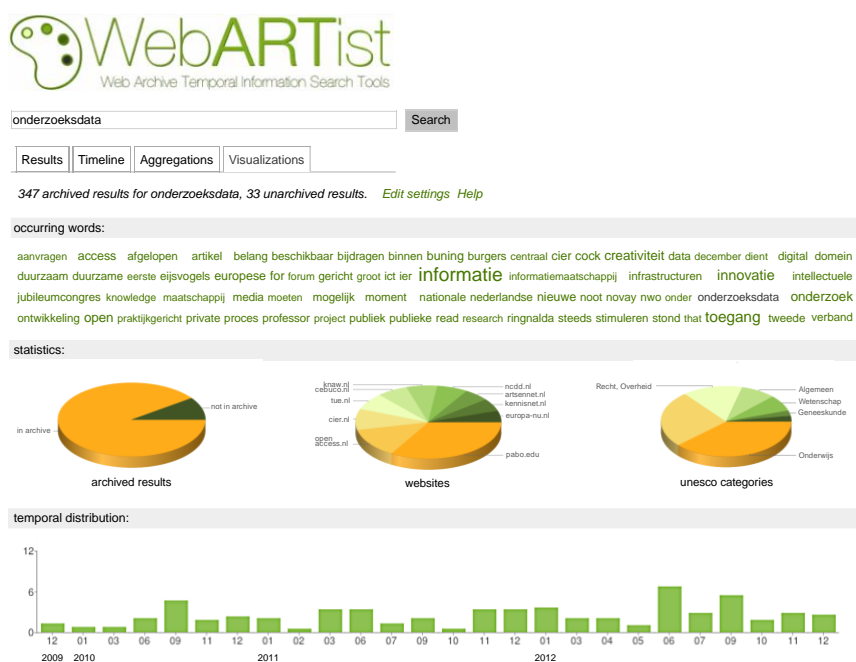 WebARTist
Web Archive Temporal Information Search Tools
onderzoeksdata Search
Results Timeline Aggregations Visualizations
347 archived results for onderzoeksdata, 33 unarchived results. Edit settings Help
occurring words:
aanvragen access afgelopen artikel belang beschikbaar bijdragen binnen buning burgers centraal cier cock creativiteit data december dient digital domein
duurzaam duurzame eerste eijsvogels europese for forum gericht groot ict ier informatie informatiemaatschappij infrastructuren innovatie intellectuele
jubileumcongres knowledge maatschappij media moeten mogelijk moment nationale nederlandse nieuwe noot novay nwo onder onderzoeksdata onderzoek
ontwikkeling open praktijkgericht private proces professor project publiek publieke read research ringnalda steeds stimuleren stond that toegang tweede verband
statistics:
not in archive
in archive
archived results
knaw.nl
cebuco.nl
tue.nl
cier.nl
open
access.nl
ncdd.nl
artsennet.nl
kennisnet.nl
europa-nu.nl
pabo.edu
websites
Recht, Overheid
Algemeen
Wetenschap
Geneeskunde
Onderwijs
unesco categories
temporal distribution:
12
6
0
12 01 03 06 09 11 12 01 02 03 06 07 09 10 11 12 01 03 04 05 06 07 09 10 11 12
2009 2010 2011 2012